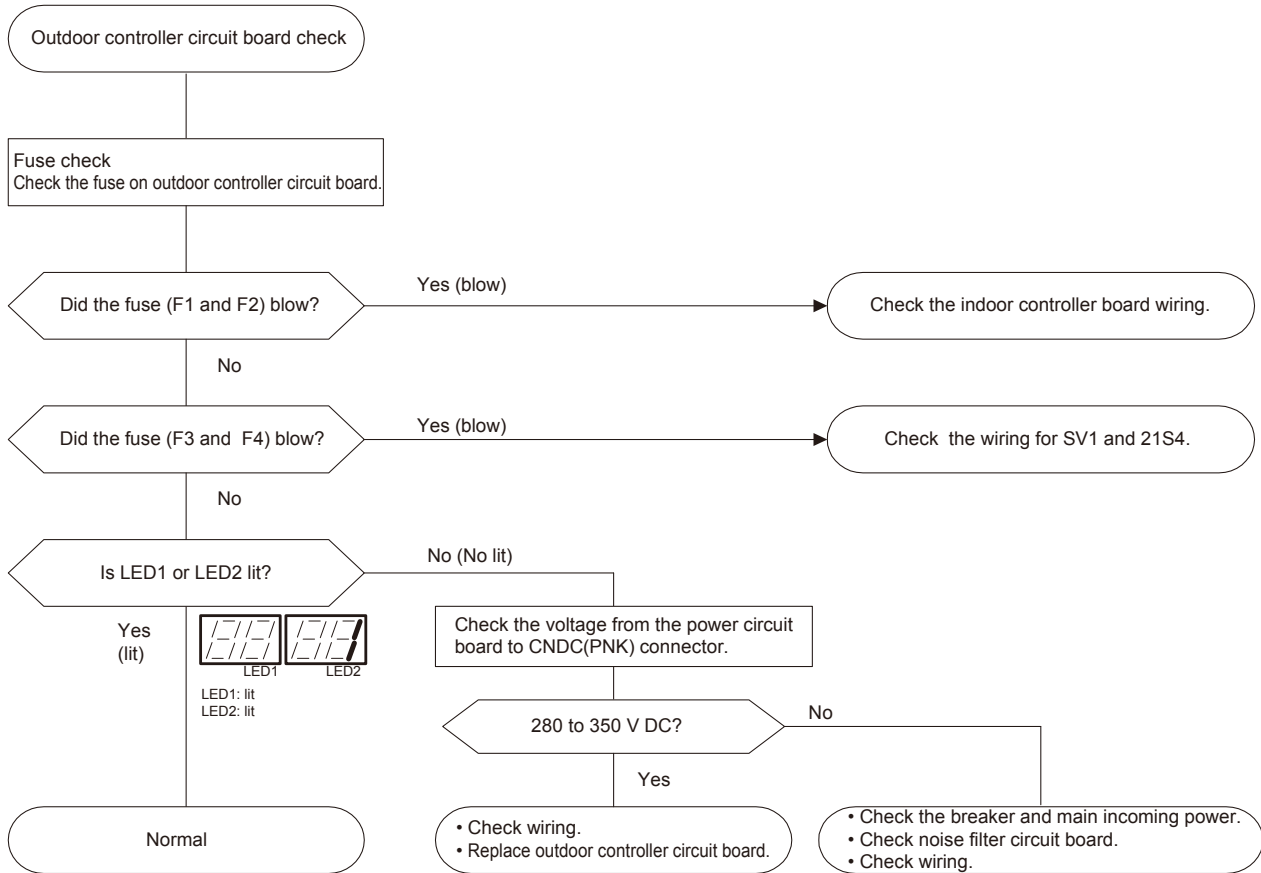 Outdoor controller circuit board check
Fuse check
Check the fuse on outdoor controller circuit board.
Did the fuse (F1 and F2) blow?
Yes (blow)
Check the indoor controller board wiring.
No
Did the fuse (F3 and F4) blow?
Yes (blow)
Check the wiring for SV1 and 21S4.
No
Is LED1 or LED2 lit?
No (No lit)
Yes
(lit)
LED1
LED2
LED1: lit
LED2: lit
Check the voltage from the power circuit
board to CNDC(PNK) connector.
280 to 350 V DC?
No
Yes
Normal
• Check wiring.
• Replace outdoor controller circuit board.
• Check the breaker and main incoming power.
• Check noise filter circuit board.
• Check wiring.